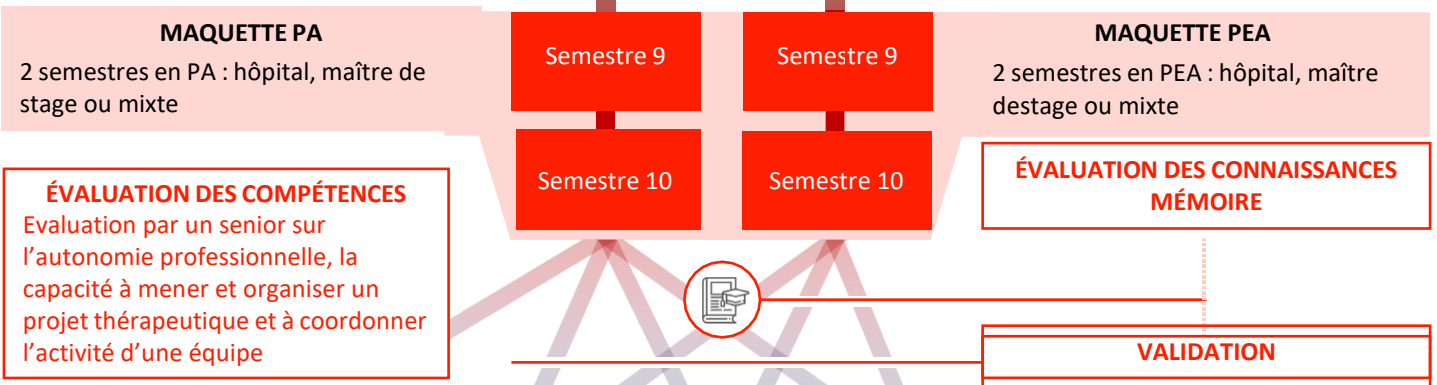 MAQUETTE PA
2 semestres en PA : hôpital, maître de
stage ou mixte
Semestre 9
Semestre 9
MAQUETTE PEA
2 semestres en PEA : hôpital, maître
destage ou mixte
Semestre 10
Semestre 10
ÉVALUATION DES COMPÉTENCES
Evaluation par un senior sur
l’autonomie professionnelle, la
capacité à mener et organiser un
projet thérapeutique et à coordonner
l’activité d’une équipe
ÉVALUATION DES CONNAISSANCES
MÉMOIRE
VALIDATION